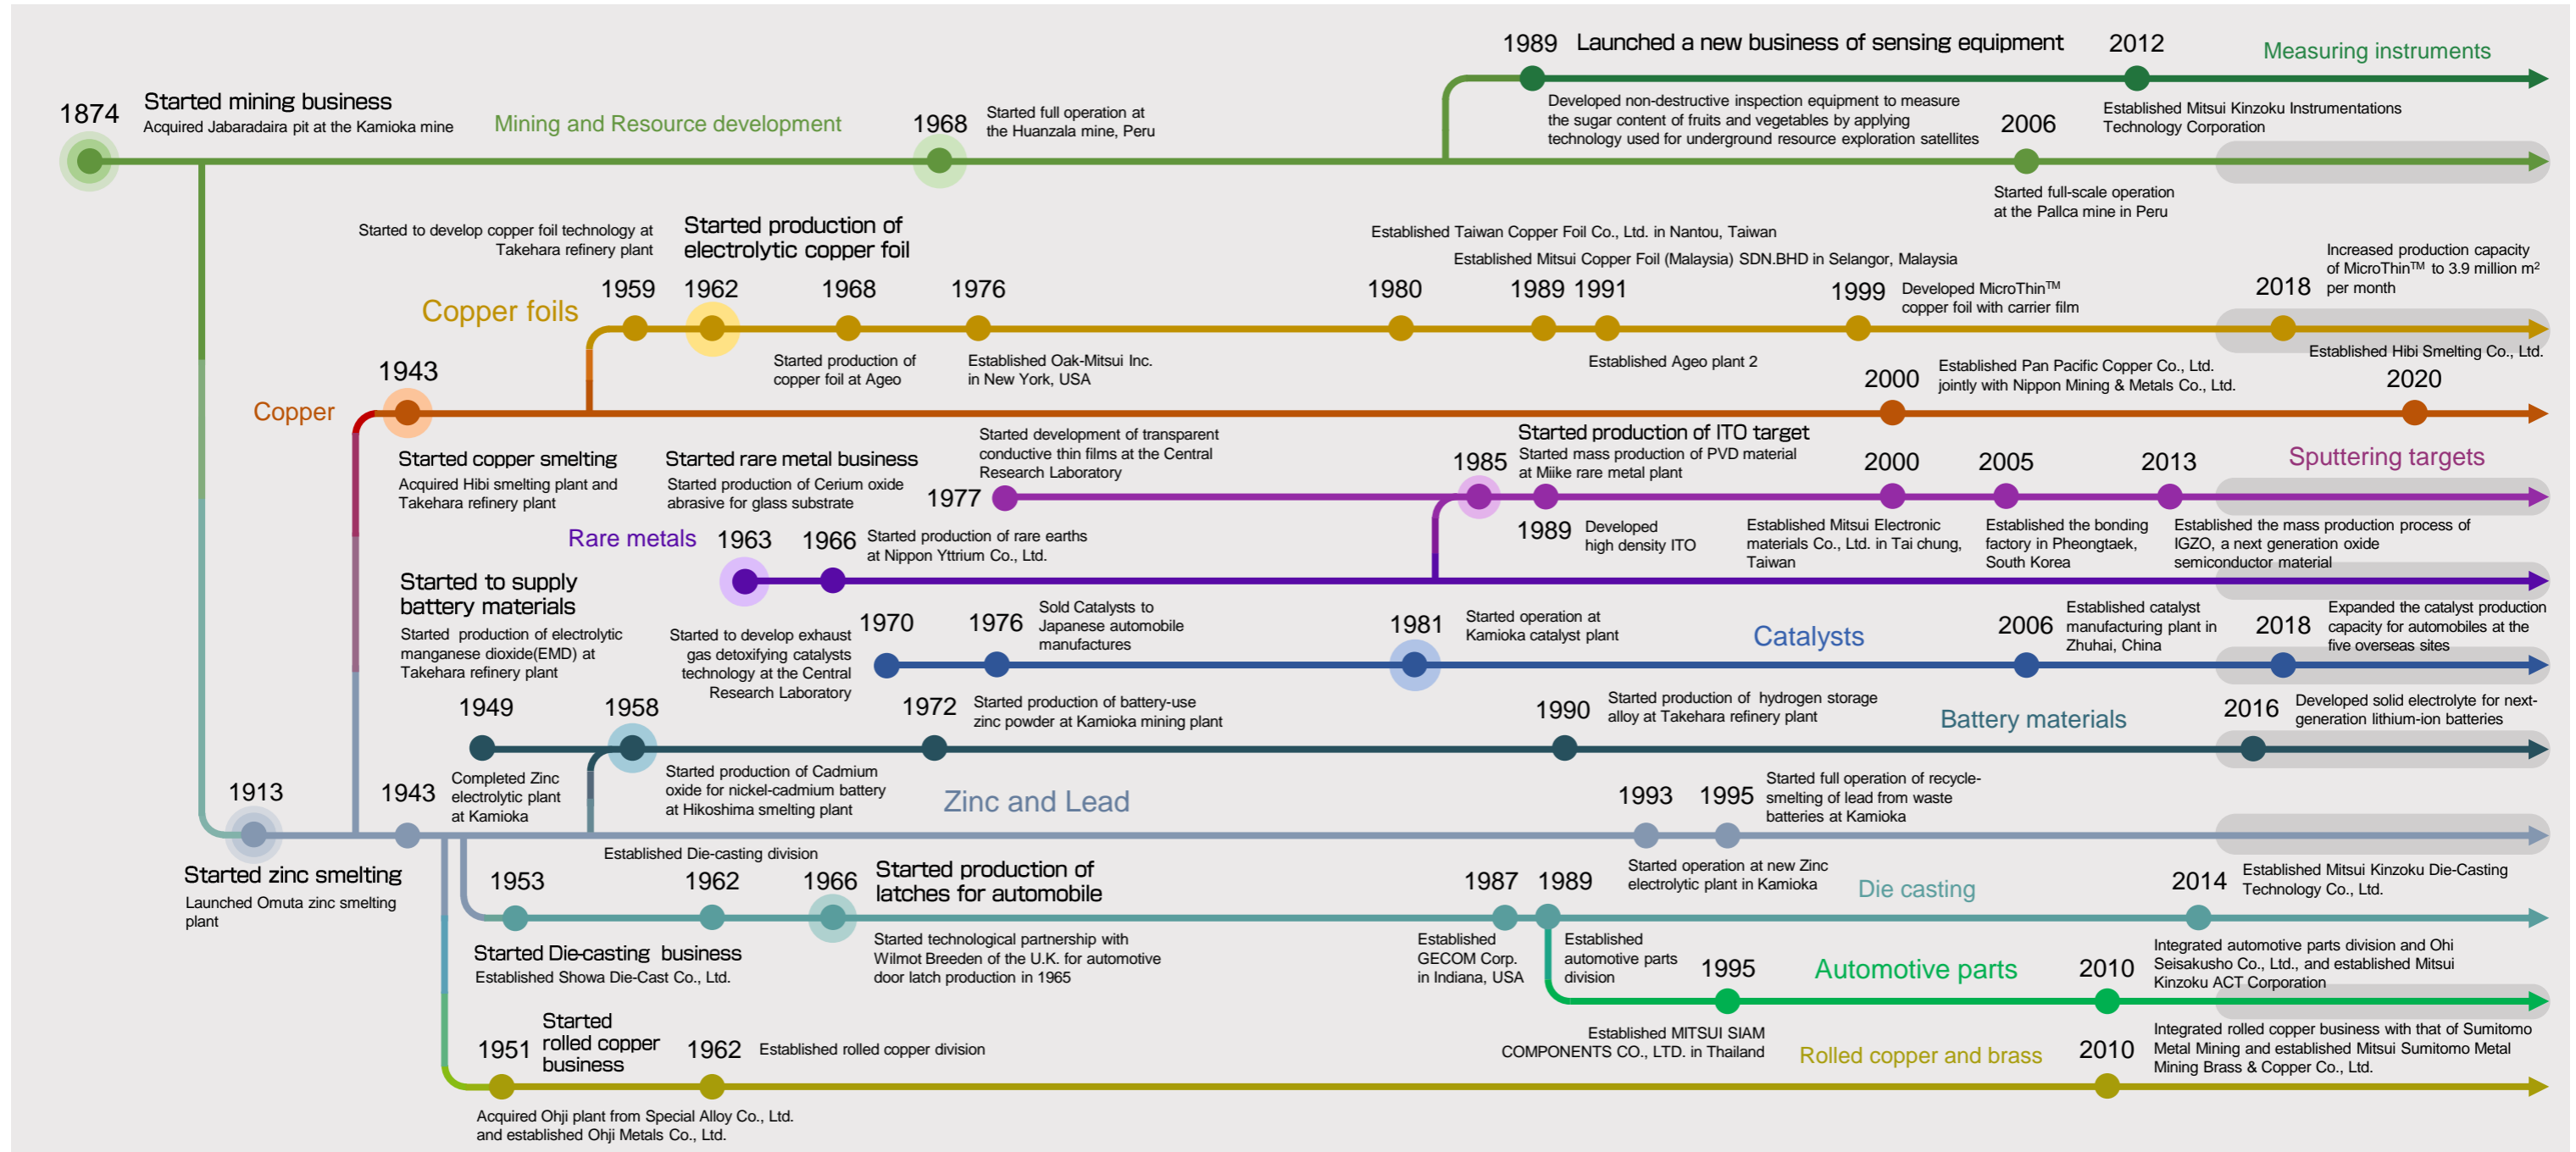 1989 Launched a new business of sensing equipment
2012
Measuring instruments
Developed non-destructive inspection equipment to measure
the sugar content of fruits and vegetables by applying
technology used for underground resource exploration satellites
Established Mitsui Kinzoku Instrumentations
Technology Corporation
1874
Started mining business
Acquired Jabaradaira pit at the Kamioka mine
Mining and Resource development
1968
Started full operation at
the Huanzala mine, Peru
2006
Started full-scale operation
at the Pallca mine in Peru
Started to develop copper foil technology at
Takehara refinery plant
Started production of
electrolytic copper foil
Established Taiwan Copper Foil Co., Ltd. in Nantou, Taiwan
Established Mitsui Copper Foil (Malaysia) SDN.BHD in Selangor, Malaysia
Increased production capacity
of MicroThin™ to 3.9 million m²
per month
Copper foils
1959
1962
1968
1976
1980
1989
1991
1999
Developed MicroThin™
copper foil with carrier film
2018
Started production of
copper foil at Ageo
Established Oak-Mitsui Inc.
in New York, USA
Established Ageo plant 2
Established Hibi Smelting Co., Ltd.
Copper
1943
2000
Established Pan Pacific Copper Co., Ltd.
jointly with Nippon Mining & Metals Co., Ltd.
2020
Started copper smelting
Acquired Hibi smelting plant and
Takehara refinery plant
Started rare metal business
Started production of Cerium oxide
abrasive for glass substrate
Started development of transparent
conductive thin films at the Central
Research Laboratory
1977
1985
Started production of ITO target
Started mass production of PVD material
at Miike rare metal plant
2000
2005
2013
Sputtering targets
1989
Developed
high density ITO
Established Mitsui Electronic
materials Co., Ltd. in Tai chung,
Taiwan
Established the bonding
factory in Pheongtaek,
South Korea
Established the mass production process of
IGZO, a next generation oxide
semiconductor material
Rare metals
1963
1966
Started production of rare earths
at Nippon Yttrium Co., Ltd.
Started to supply
battery materials
Started production of electrolytic
manganese dioxide(EMD) at
Takehara refinery plant
Started to develop exhaust
gas detoxifying catalysts
technology at the Central
Research Laboratory
1970
1976
Sold Catalysts to
Japanese automobile
manufactures
1981
Started operation at
Kamioka catalyst plant
Catalysts
2006
Established catalyst
manufacturing plant in
Zhuhai, China
2018
Expanded the catalyst production
capacity for automobiles at the
five overseas sites
1949
1958
1972
Started production of battery-use
zinc powder at Kamioka mining plant
1990
Started production of hydrogen storage
alloy at Takehara refinery plant
Battery materials
2016
Developed solid electrolyte for next-
generation lithium-ion batteries
Started production of Cadmium
oxide for nickel-cadmium battery
at Hikoshima smelting plant
1913
1943
Completed Zinc
electrolytic plant
at Kamioka
Zinc and Lead
1993
1995
Started full operation of recycle-
smelting of lead from waste
batteries at Kamioka
Started zinc smelting
Launched Omuta zinc smelting
plant
Started operation at new Zinc
electrolytic plant in Kamioka
Established Die-casting division
1953
1962
1966
Started production of
latches for automobile
1987
1989
Die casting
2014
Established Mitsui Kinzoku Die-Casting
Technology Co., Ltd.
Started Die-casting business
Established Showa Die-Cast Co., Ltd.
Started technological partnership with
Wilmot Breeden of the U.K. for automotive
door latch production in 1965
Established
GECOM Corp.
in Indiana, USA
Established
automotive parts
division
1995
Automotive parts
2010
Integrated automotive parts division and Ohi
Seisakusho Co., Ltd., and established Mitsui
Kinzoku ACT Corporation
Established MITSUI SIAM
COMPONENTS CO., LTD. in Thailand
1951
Started
rolled copper
business
1962
Established rolled copper division
Rolled copper and brass
2010
Integrated rolled copper business with that of Sumitomo
Metal Mining and established Mitsui Sumitomo Metal
Mining Brass & Copper Co., Ltd.
Acquired Ohji plant from Special Alloy Co., Ltd.
and established Ohji Metals Co., Ltd.